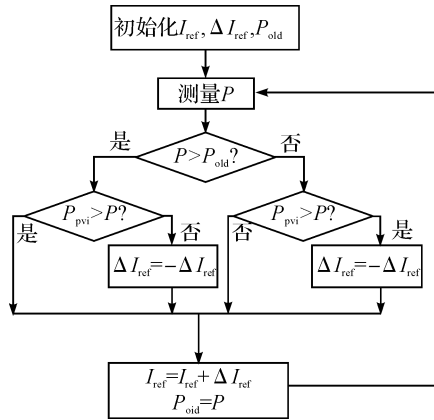 初始化I_ref, ΔI_ref, P_old
测量P
是
否
P>P_old?
P_pvi>P?
P_pvi>P?
是
否
否
是
ΔI_ref=-ΔI_ref
ΔI_ref=-ΔI_ref
I_ref=I_ref+ΔI_ref
P_oid=P